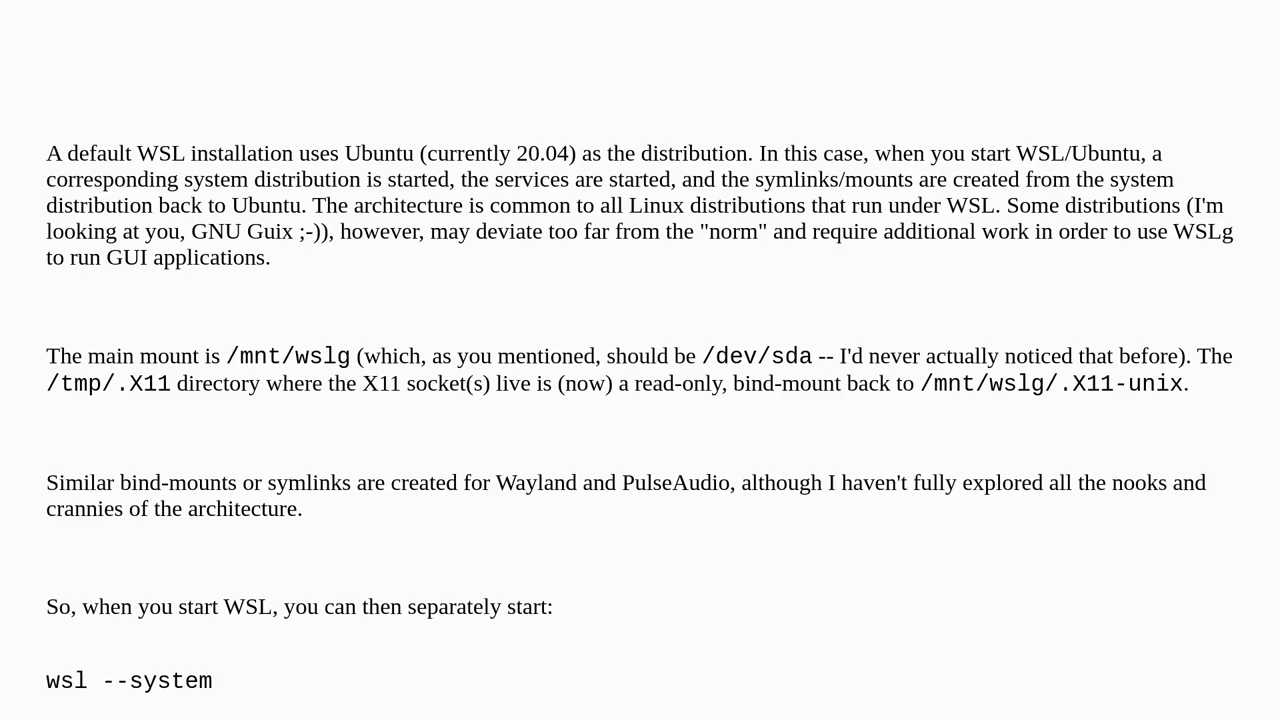 A default WSL installation uses Ubuntu (currently 20.04) as the distribution. In this case, when you start WSL/Ubuntu, a
corresponding system distribution is started, the services are started, and the symlinks/mounts are created from the system
distribution back to Ubuntu. The architecture is common to all Linux distributions that run under WSL. Some distributions (I'm
looking at you, GNU Guix ;-)), however, may deviate too far from the "norm" and require additional work in order to use WSLg
to run GUI applications.
The main mount is /mnt/wslg (which, as you mentioned, should be /dev/sda -- I'd never actually noticed that before). The
/tmp/.X11 directory where the X11 socket(s) live is (now) a read-only, bind-mount back to /mnt/wslg/.X11-unix.
Similar bind-mounts or symlinks are created for Wayland and PulseAudio, although I haven't fully explored all the nooks and
crannies of the architecture.
So, when you start WSL, you can then separately start:
wsl --system